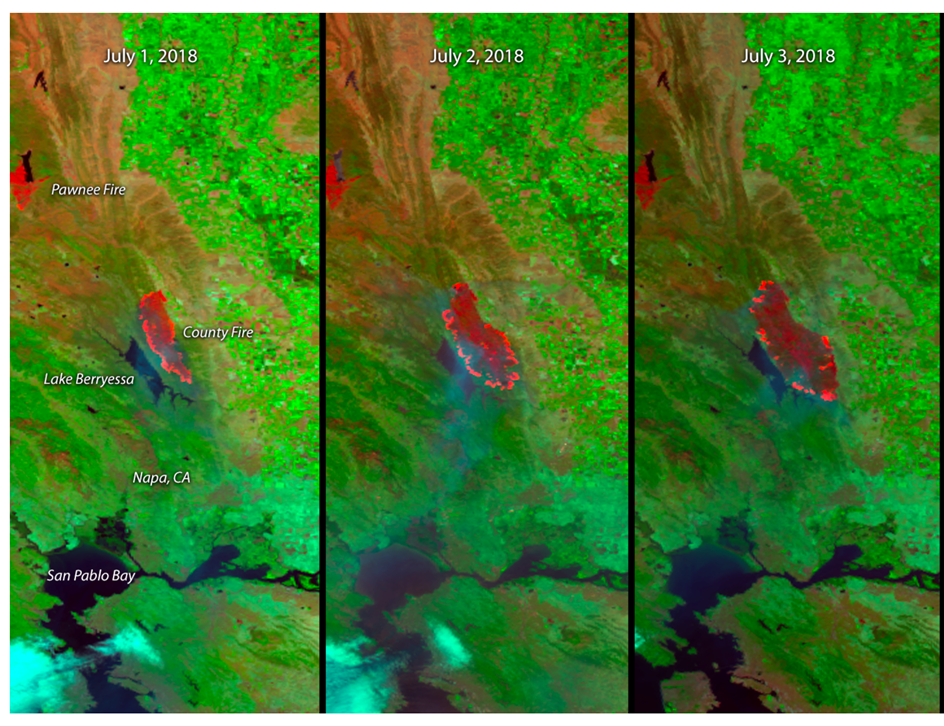 July 1, 2018
July 2, 2018
July 3, 2018
Pawnee Fire
County Fire
Lake Berryessa
Napa, CA
San Pablo Bay